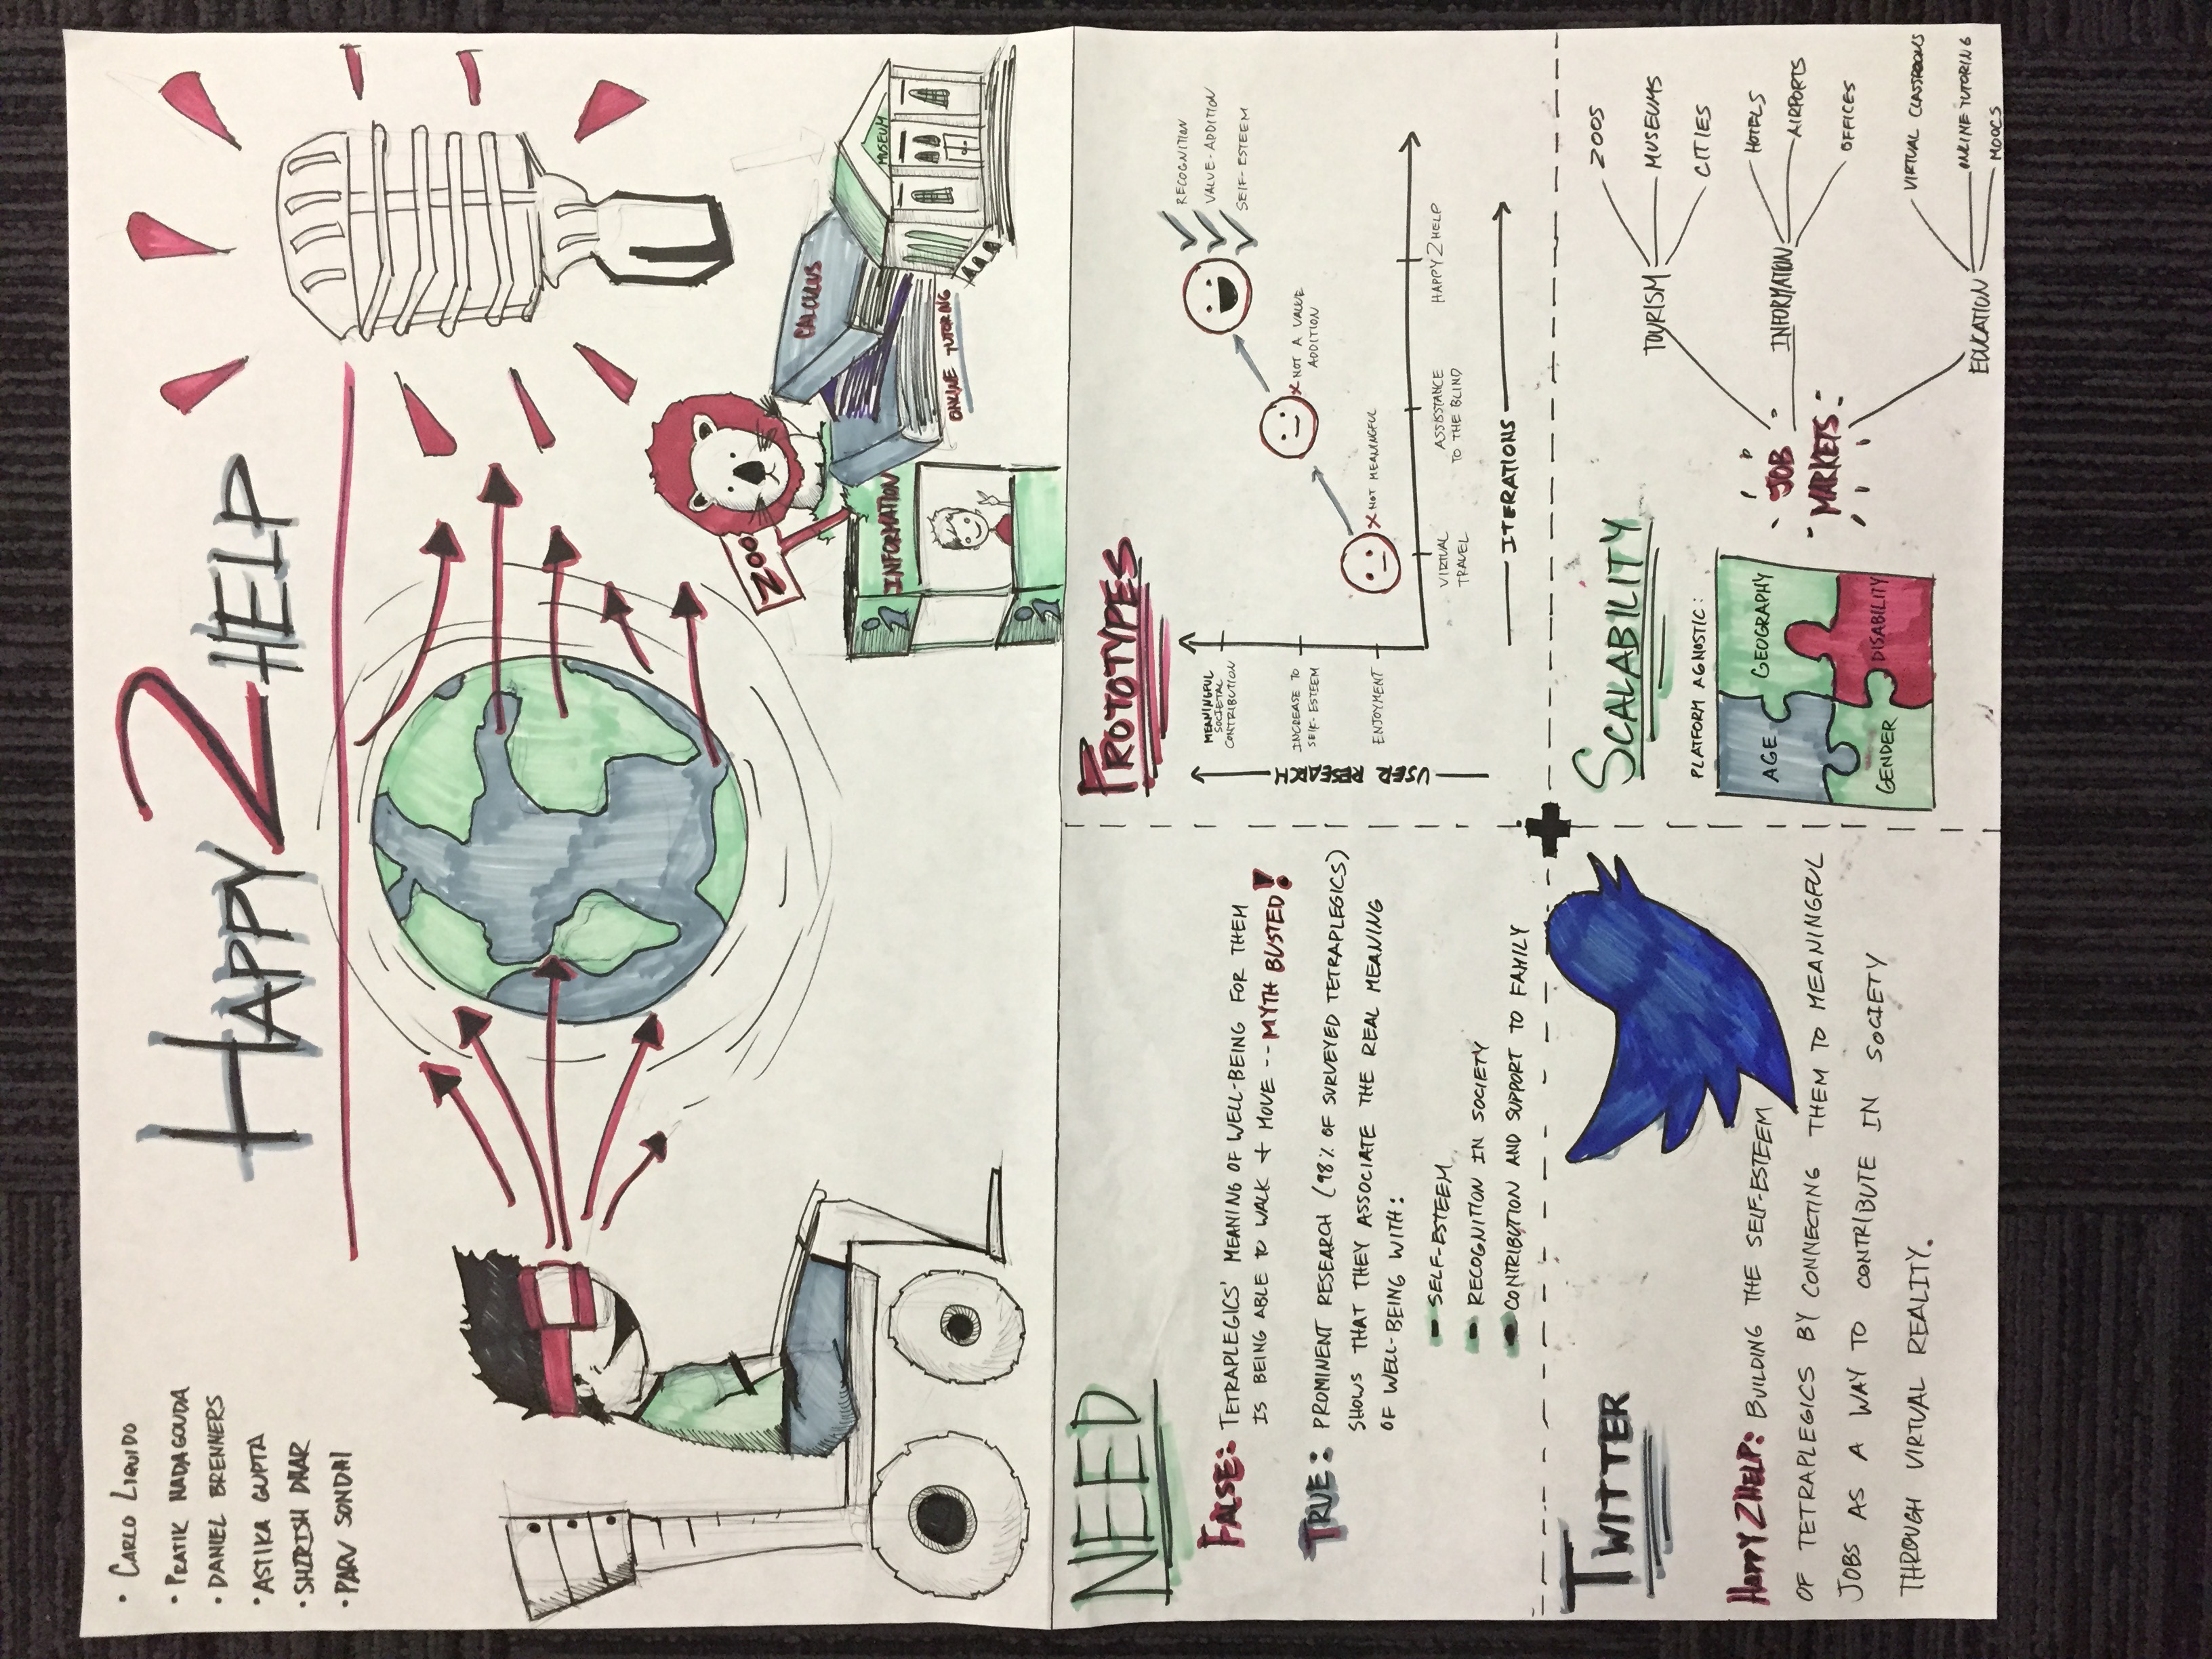 • Carlo Liquido
• Pratik Nadagouda
• Daniel Brenners
• Astika Gupta
• Shirish Dhar
• Parv Sondhi
Happy 2 Help
ZOO
CALCULUS
MUSEUM
i INFORMATION
ONLINE TUTORING
i
NEED
FALSE: TETRAPLEGICS' MEANING OF WELL-BEING FOR THEM
IS BEING ABLE TO WALK + MOVE -- MYTH BUSTED!
TRUE: PROMINENT RESEARCH (98% OF SURVEYED TETRAPLEGICS)
SHOWS THAT THEY ASSOCIATE THE REAL MEANING
OF WELL-BEING WITH:
- SELF-ESTEEM
- RECOGNITION IN SOCIETY
- CONTRIBUTION AND SUPPORT TO FAMILY
PROTOTYPES
USER RESEARCH
MEANINGFUL
SOCIETAL
CONTRIBUTION
INCREASE TO
SELF-ESTEEM
ENJOYMENT
RECOGNITION
VALUE-ADDITION
SELF-ESTEEM
x NOT A VALUE
ADDITION
x NOT MEANINGFUL
VIRTUAL
TRAVEL
ASSISSTANCE
TO THE BLIND
HAPPY2HELP
ITERATIONS
TWITTER
HAPPY2HELP: BUILDING THE SELF-ESTEEM
OF TETRAPLEGICS BY CONNECTING THEM TO MEANINGFUL
JOBS AS A WAY TO CONTRIBUTE IN SOCIETY
THROUGH VIRTUAL REALITY.
SCALABILITY
PLATFORM AGNOSTIC:
AGE
GEOGRAPHY
GENDER
DISABILITY
JOB
MARKETS
TOURISM
ZOOS
MUSEUMS
CITIES
INFORMATION
HOTELS
AIRPORTS
OFFICES
EDUCATION
VIRTUAL CLASSROOMS
ONLINE TUTORING
MOOCS